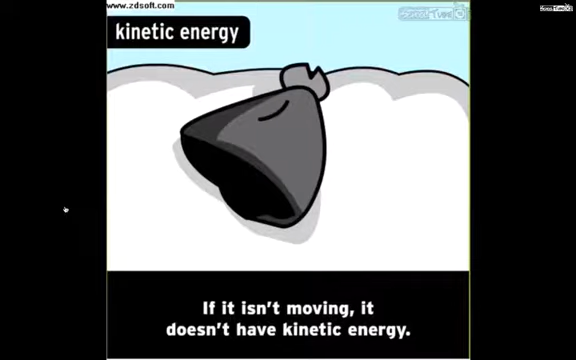 www.zdsoft.com
kinetic energy
If it isn't moving, it
doesn't have kinetic energy.